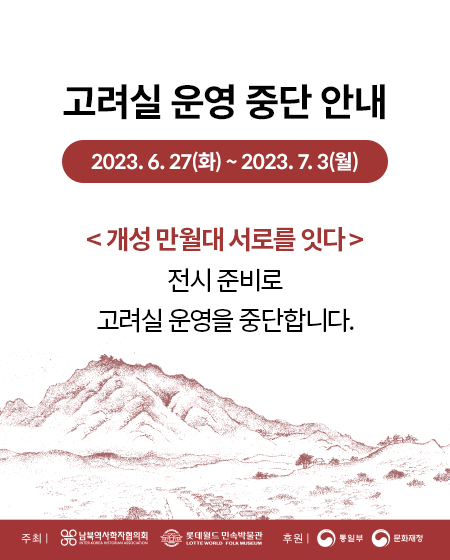 고려실 운영 중단 안내
2023. 6. 27(화) ~ 2023. 7. 3(월)
< 개성 만월대 서로를 잇다 >
전시 준비로
고려실 운영을 중단합니다.
주최 | 남북역사학자협의회 롯데월드 민속박물관 후원 | 통일부 문화재청
INTER-KOREA HISTORIAN ASSOCIATION LOTTE WORLD FOLK MUSEUM